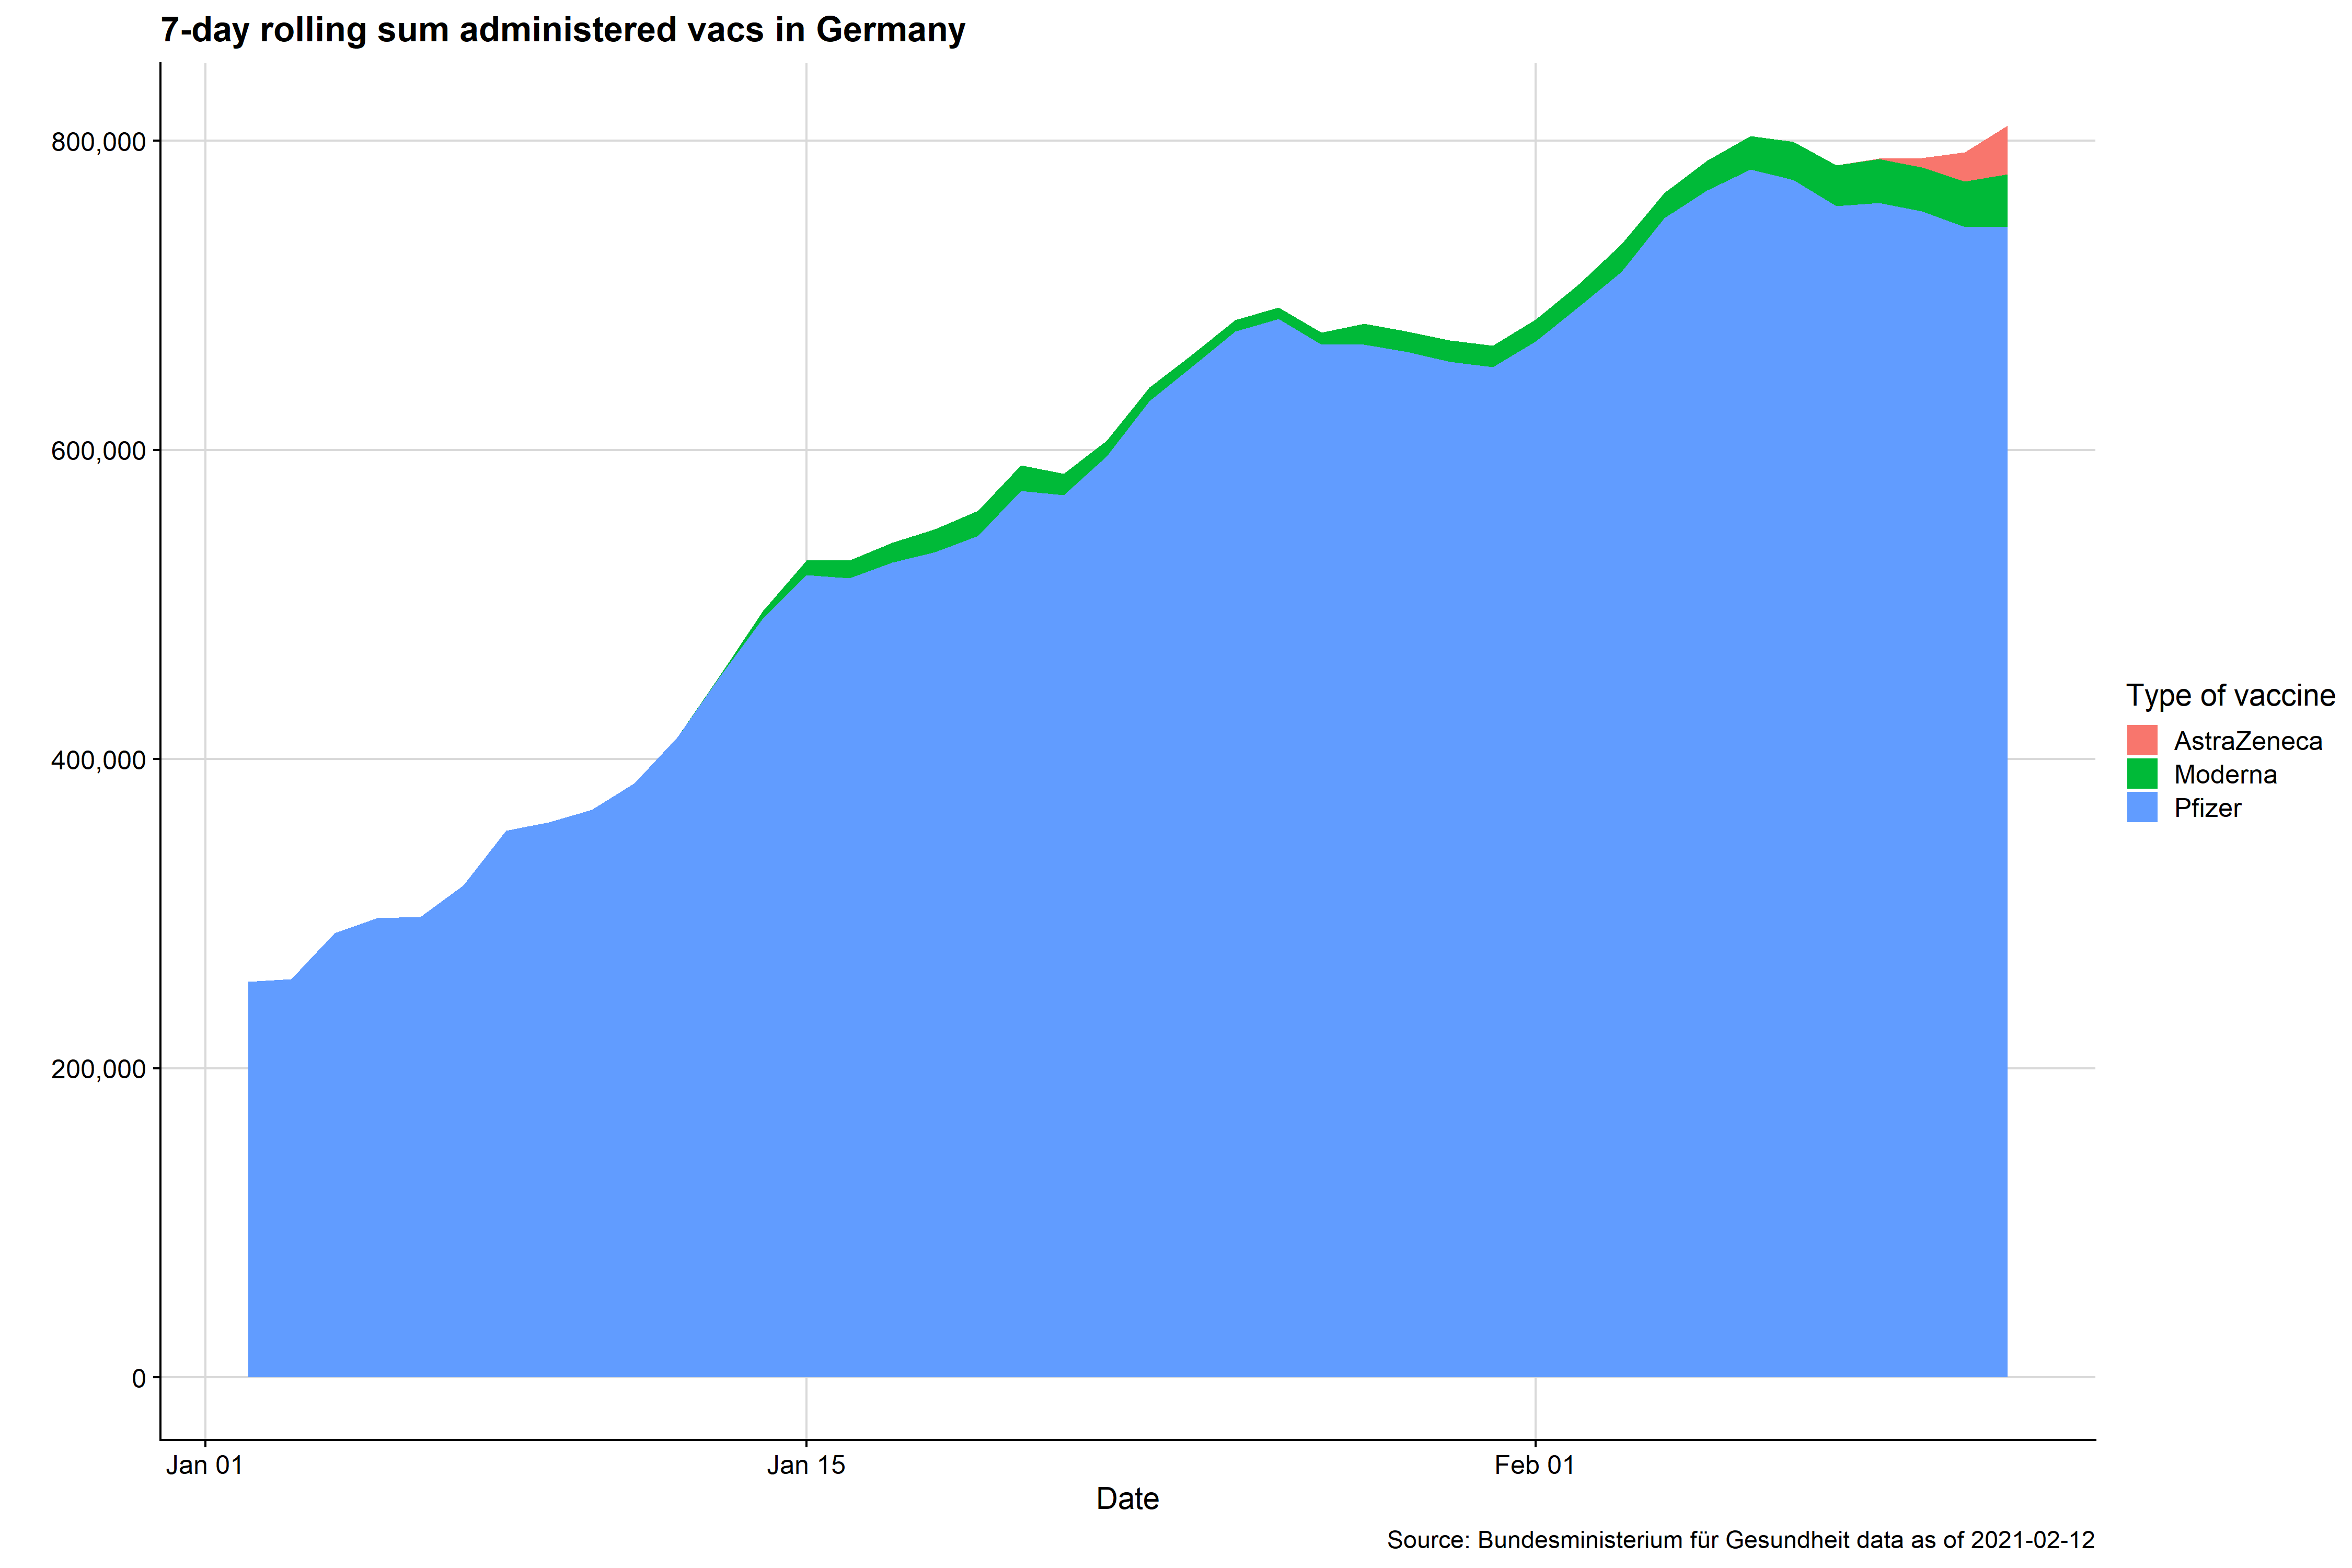 7-day rolling sum administered vacs in Germany
800,000
600,000
400,000
200,000
0
Jan 01
Jan 15
Feb 01
Date
Type of vaccine
AstraZeneca
Moderna
Pfizer
Source: Bundesministerium für Gesundheit data as of 2021-02-12